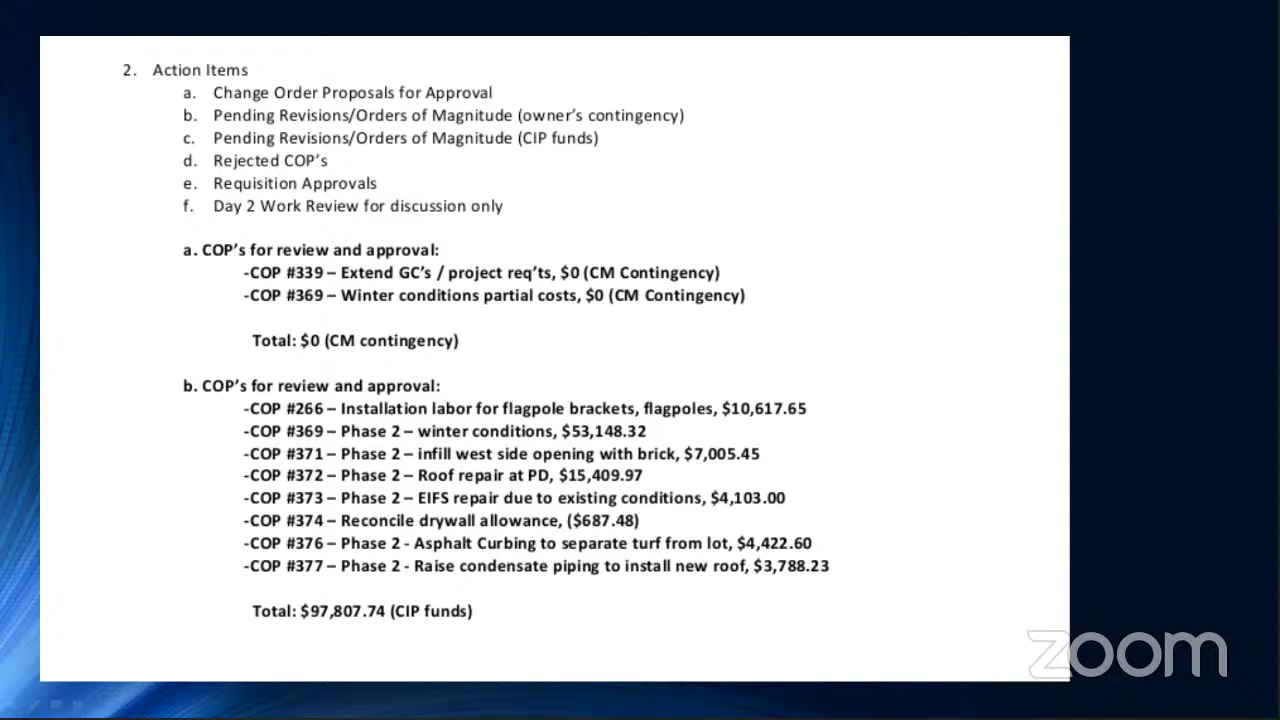 2. Action Items
a. Change Order Proposals for Approval
b. Pending Revisions/Orders of Magnitude (owner's contingency)
c. Pending Revisions/Orders of Magnitude (CIP funds)
d. Rejected COP's
e. Requisition Approvals
f. Day 2 Work Review for discussion only
a. COP's for review and approval:
-COP #339 – Extend GC's / project req'ts, $0 (CM Contingency)
-COP #369 – Winter conditions partial costs, $0 (CM Contingency)
Total: $0 (CM contingency)
b. COP's for review and approval:
-COP #266 – Installation labor for flagpole brackets, flagpoles, $10,617.65
-COP #369 – Phase 2 – winter conditions, $53,148.32
-COP #371 – Phase 2 – infill west side opening with brick, $7,005.45
-COP #372 – Phase 2 – Roof repair at PD, $15,409.97
-COP #373 – Phase 2 – EIFS repair due to existing conditions, $4,103.00
-COP #374 – Reconcile drywall allowance, ($687.48)
-COP #376 – Phase 2 - Asphalt Curbing to separate turf from lot, $4,422.60
-COP #377 – Phase 2 - Raise condensate piping to install new roof, $3,788.23
Total: $97,807.74 (CIP funds)
zoom